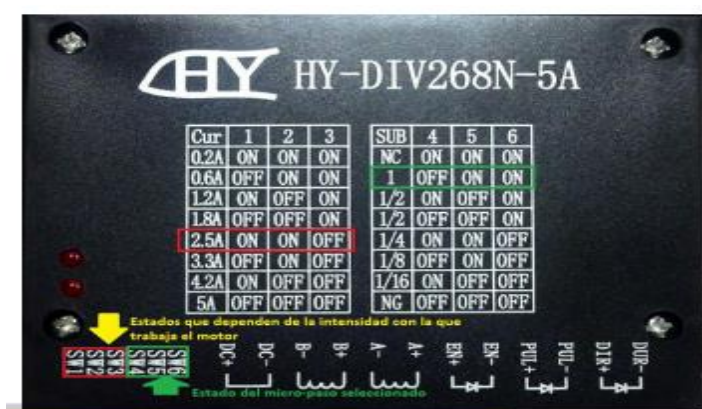 HY HY-DIV268N-5A
Cur 1 2 3 SUB 4 5 6
0.2A ON ON ON NC ON ON ON
0.6A OFF ON ON 1 OFF ON ON
1.2A ON OFF ON 1/2 ON OFF ON
1.8A OFF OFF ON 1/2 OFF OFF ON
2.5A ON ON OFF 1/4 ON ON OFF
3.3A OFF ON OFF 1/8 OFF ON OFF
4.2A ON OFF OFF 1/16 ON OFF OFF
5A OFF OFF OFF NG OFF OFF OFF
Estados que dependen de la intensidad con la que
trabaja el motor
SW1 SW2 SW3 SW4 SW5 SW6 DC+ DC- B- B+ A- A+ EN+ EN- PUL+ PUL- DIR+ DUR-
Estado del micro-paso seleccionado